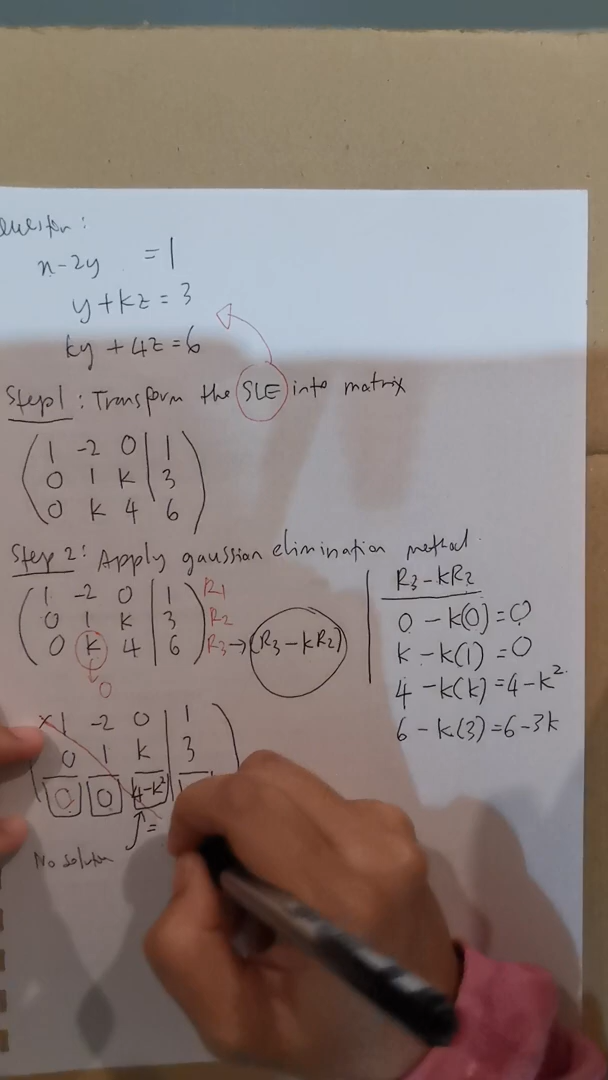 x-2y = 1
y + kz = 3
ky + 4z = 6
Step 1: Transform the SLE into matrix
1 -2 0 | 1
0 1 k | 3
0 k 4 | 6
Step 2: Apply gaussian elimination method.
1 -2 0 | 1 R1
0 1 k | 3 R2
0 k 4 | 6 R3 → (R3 - kR2)
0
R3 - kR2
0 - k(0) = 0
k - k(1) = 0
4 - k(k) = 4 - k²
6 - k(3) = 6 - 3k
1 -2 0 | 1
0 1 k | 3
0 0 4-k²
=
No solution